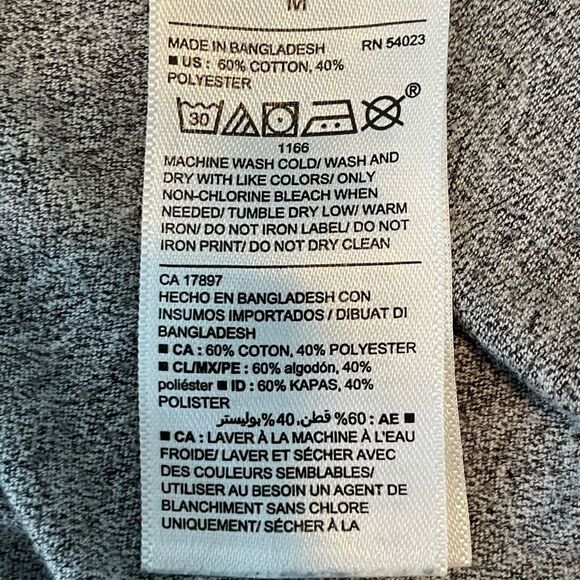 M
MADE IN BANGLADESH RN 54023
■ US : 60% COTTON, 40%
POLYESTER
30 ®
1166
MACHINE WASH COLD/ WASH AND
DRY WITH LIKE COLORS/ ONLY
NON-CHLORINE BLEACH WHEN
NEEDED/ TUMBLE DRY LOW/ WARM
IRON/ DO NOT IRON LABEL/ DO NOT
IRON PRINT/ DO NOT DRY CLEAN
CA 17897
HECHO EN BANGLADESH CON
INSUMOS IMPORTADOS / DIBUAT DI
BANGLADESH
■ CA : 60% COTON, 40% POLYESTER
■ CL/MX/PE : 60% algodón, 40%
poliéster ■ ID : 60% KAPAS, 40%
POLISTER
AE : 60% قطن, 40% بوليستر
■ CA : LAVER À LA MACHINE À L'EAU
FROIDE/ LAVER ET SÉCHER AVEC
DES COULEURS SEMBLABLES/
UTILISER AU BESOIN UN AGENT DE
BLANCHIMENT SANS CHLORE
UNIQUEMENT/ SÉCHER À LA